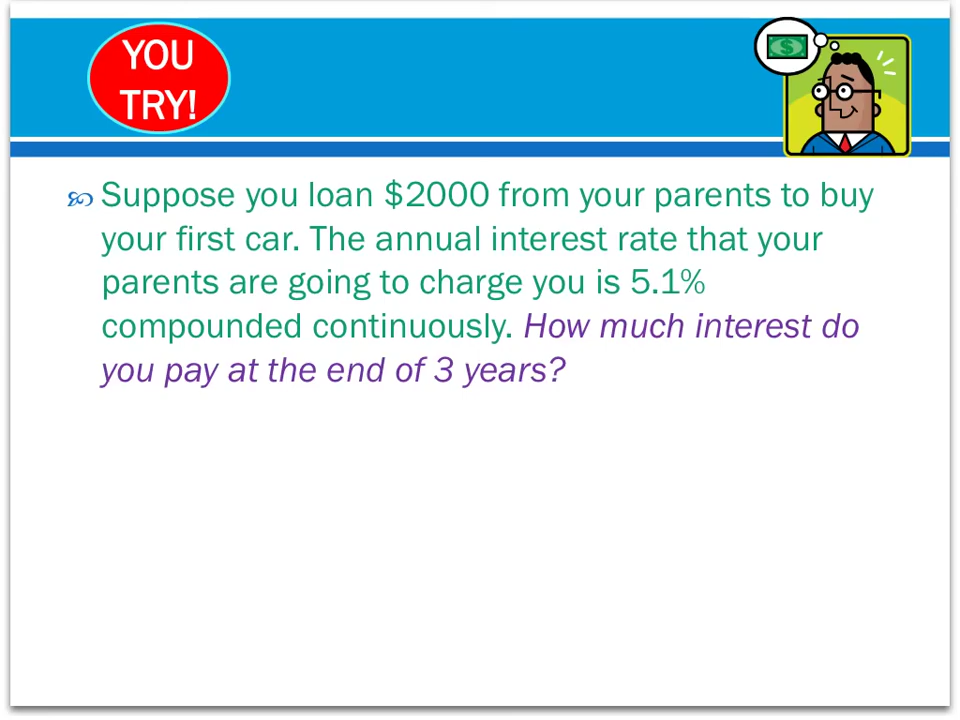 YOU
TRY!
$
Suppose you loan $2000 from your parents to buy
your first car. The annual interest rate that your
parents are going to charge you is 5.1%
compounded continuously. How much interest do
you pay at the end of 3 years?